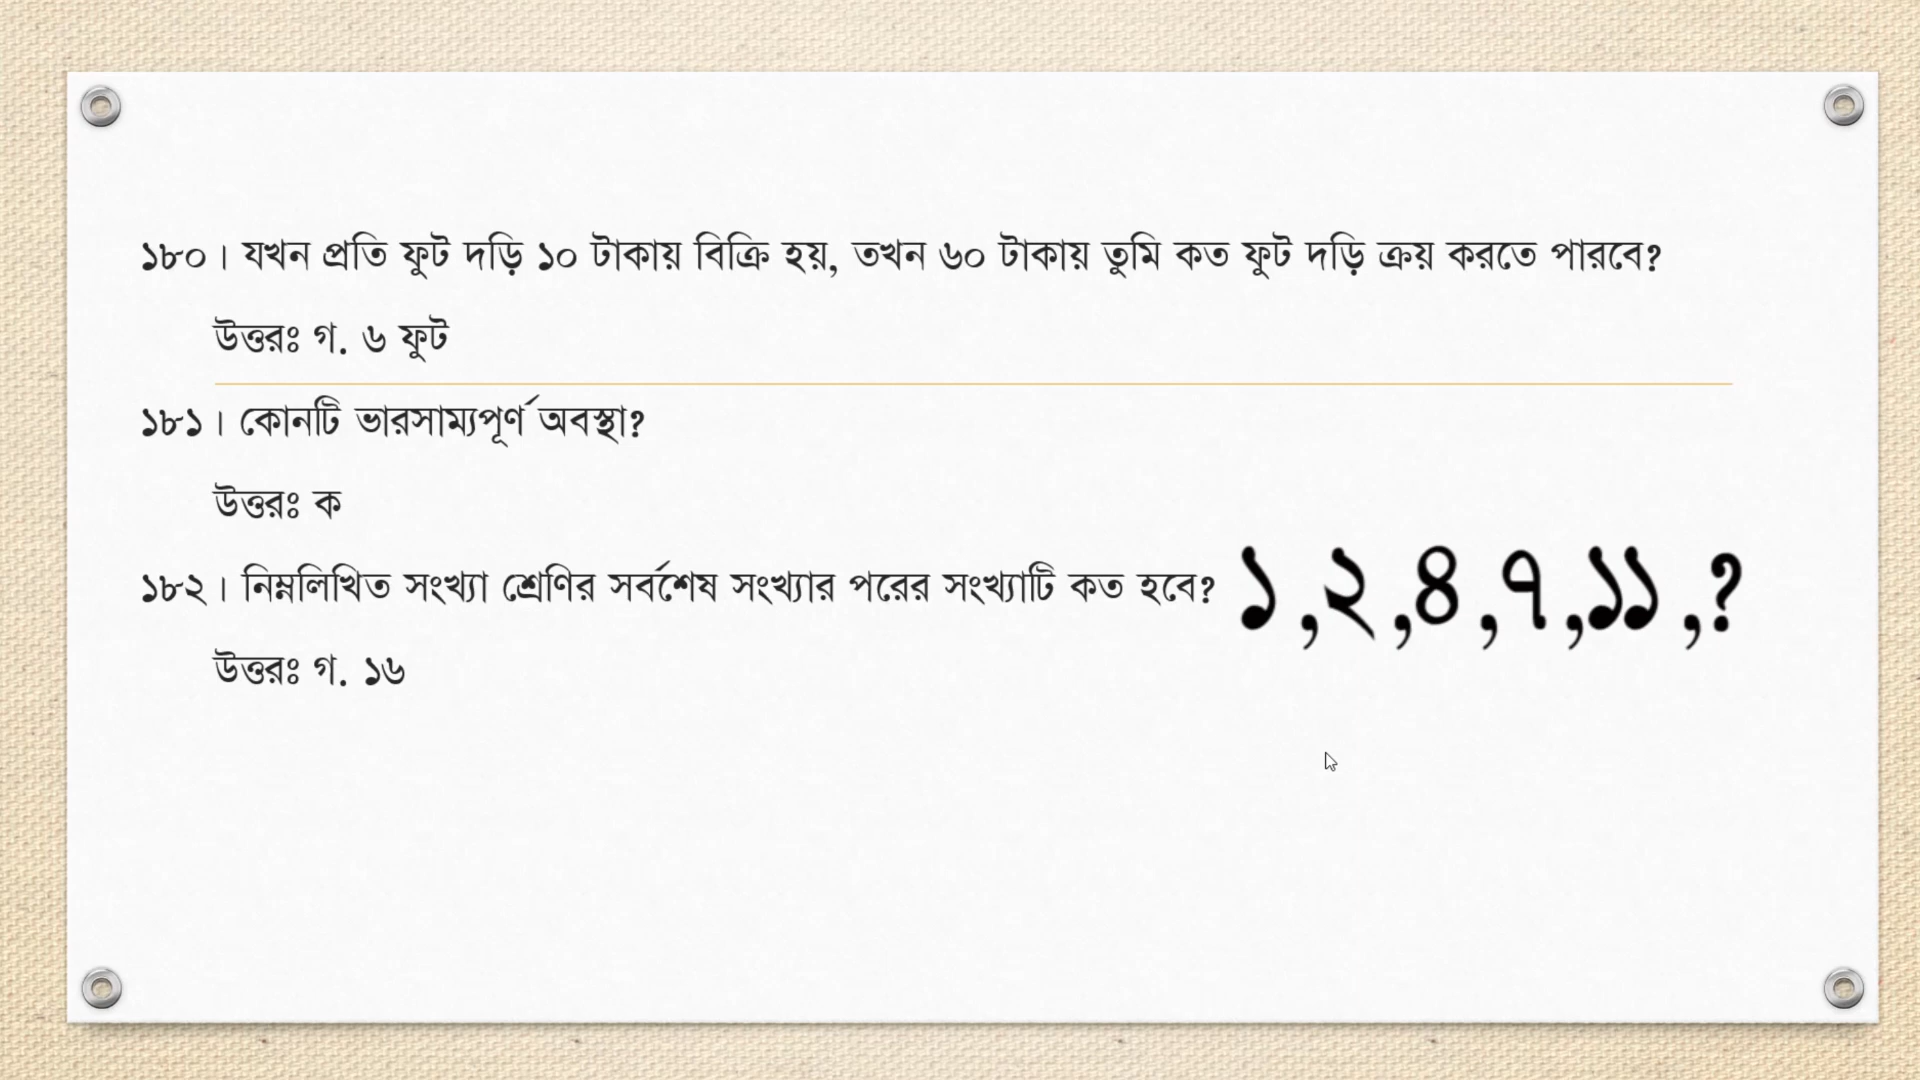 ১৮০। যখন প্রতি ফুট দড়ি ১০ টাকায় বিক্রি হয়, তখন ৬০ টাকায় তুমি কত ফুট দড়ি ক্রয় করতে পারবে?
উত্তরঃ গ. ৬ ফুট
১৮১। কোনটি ভারসাম্যপূর্ণ অবস্থা?
উত্তরঃ ক
১৮২। নিম্নলিখিত সংখ্যা শ্রেণির সর্বশেষ সংখ্যার পরের সংখ্যাটি কত হবে? ১,২,৪,৭,১১,?
উত্তরঃ গ. ১৬